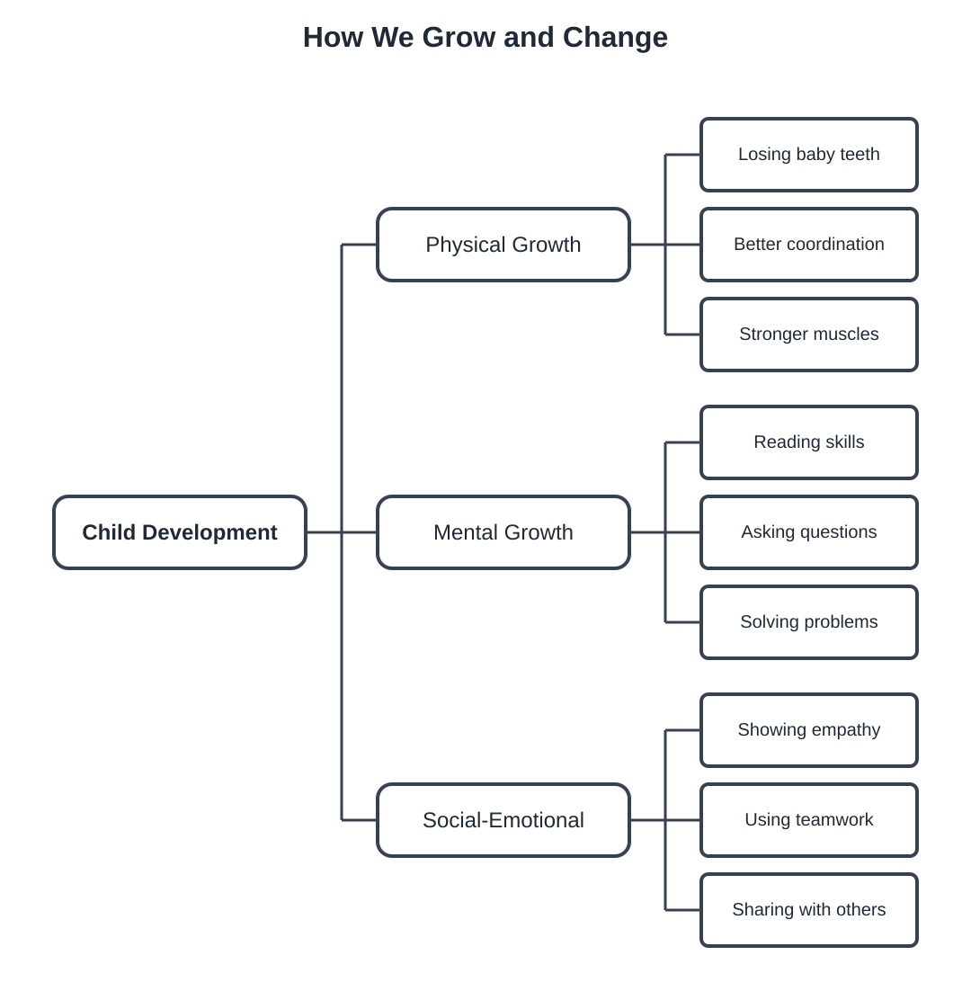 How We Grow and Change
Child Development
Physical Growth
Losing baby teeth
Better coordination
Stronger muscles
Mental Growth
Reading skills
Asking questions
Solving problems
Social-Emotional
Showing empathy
Using teamwork
Sharing with others